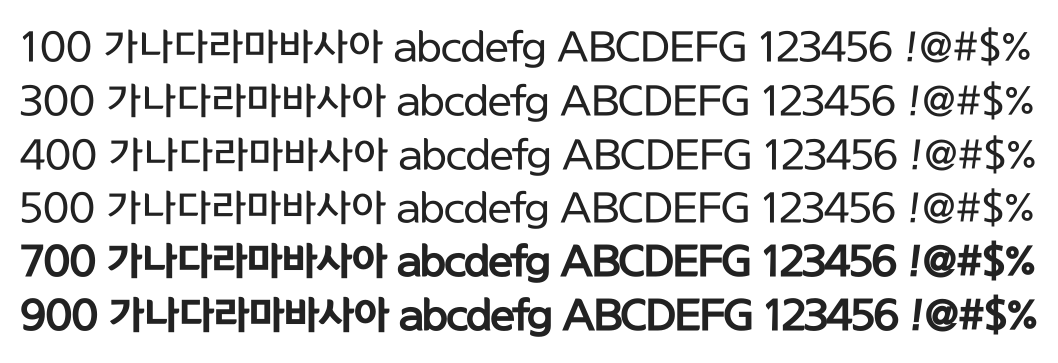 100 가나다라마바사아 abcdefg ABCDEFG 123456 !@#$%
300 가나다라마바사아 abcdefg ABCDEFG 123456 !@#$%
400 가나다라마바사아 abcdefg ABCDEFG 123456 !@#$%
500 가나다라마바사아 abcdefg ABCDEFG 123456 !@#$%
700 가나다라마바사아 abcdefg ABCDEFG 123456 !@#$%
900 가나다라마바사아 abcdefg ABCDEFG 123456 !@#$%